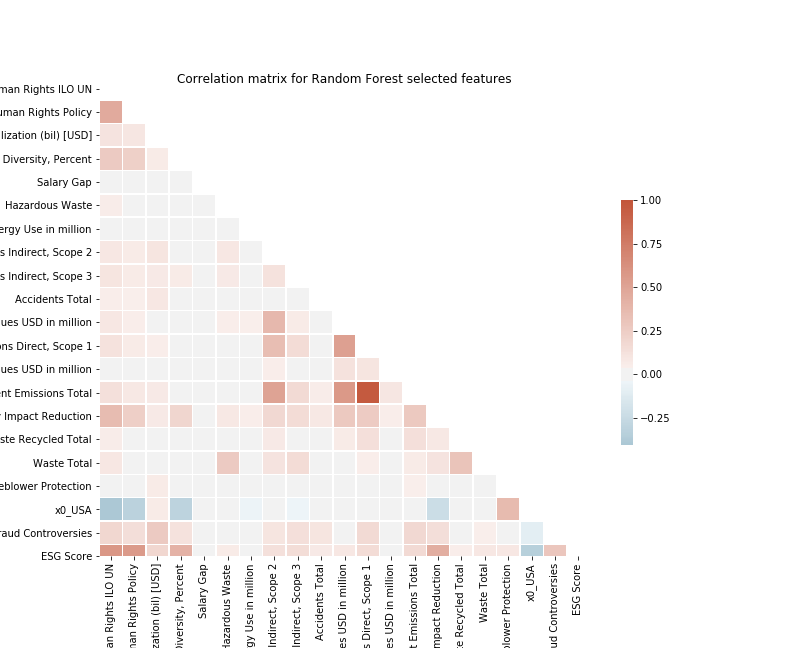 Correlation matrix for Random Forest selected features
man Rights ILO UN
uman Rights Policy
lization (bil) [USD]
Diversity, Percent
Salary Gap
Hazardous Waste
ergy Use in million
s Indirect, Scope 2
s Indirect, Scope 3
Accidents Total
ues USD in million
ons Direct, Scope 1
ues USD in million
ent Emissions Total
Impact Reduction
ste Recycled Total
Waste Total
eblower Protection
x0_USA
raud Controversies
ESG Score
1.00
0.75
0.50
0.25
0.00
−0.25
an Rights ILO UN
man Rights Policy
zation (bil) [USD]
Diversity, Percent
Salary Gap
Hazardous Waste
gy Use in million
Indirect, Scope 2
Indirect, Scope 3
Accidents Total
es USD in million
s Direct, Scope 1
es USD in million
t Emissions Total
mpact Reduction
e Recycled Total
Waste Total
lower Protection
x0_USA
ud Controversies
ESG Score